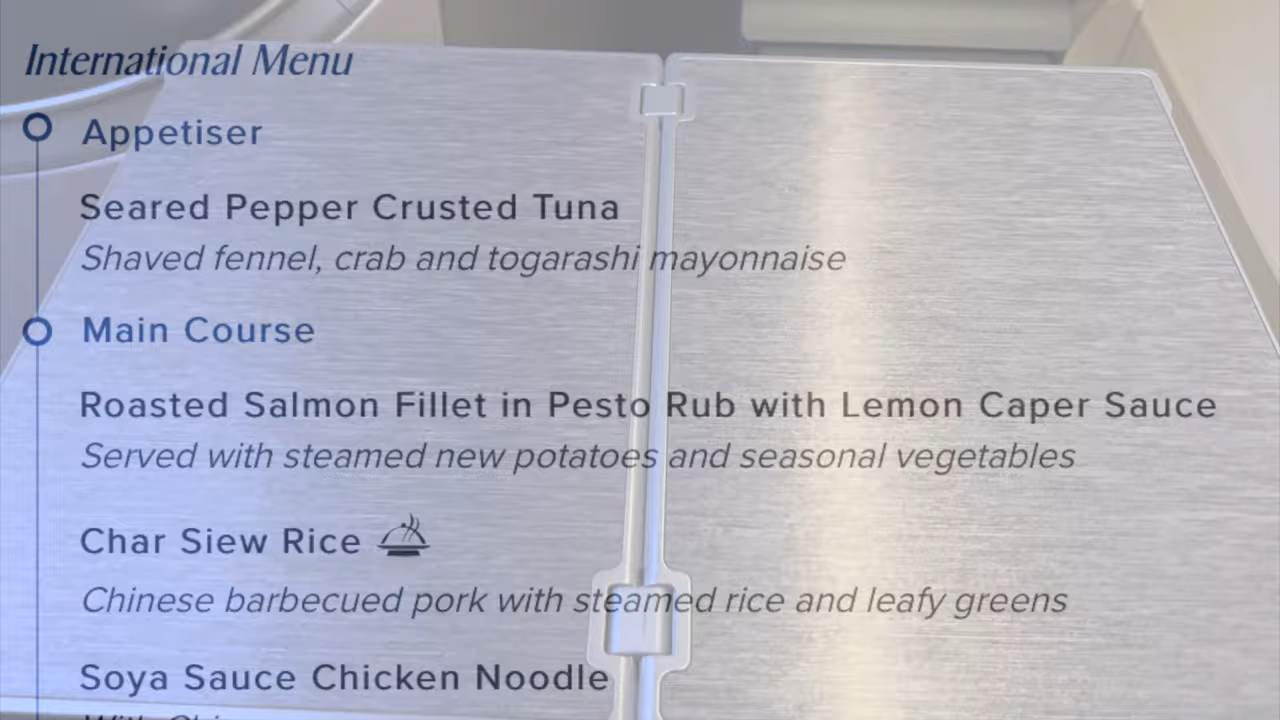 International Menu
Appetiser
Seared Pepper Crusted Tuna
Shaved fennel, crab and togarashi mayonnaise
Main Course
Roasted Salmon Fillet in Pesto Rub with Lemon Caper Sauce
Served with steamed new potatoes and seasonal vegetables
Char Siew Rice
Chinese barbecued pork with steamed rice and leafy greens
Soya Sauce Chicken Noodle